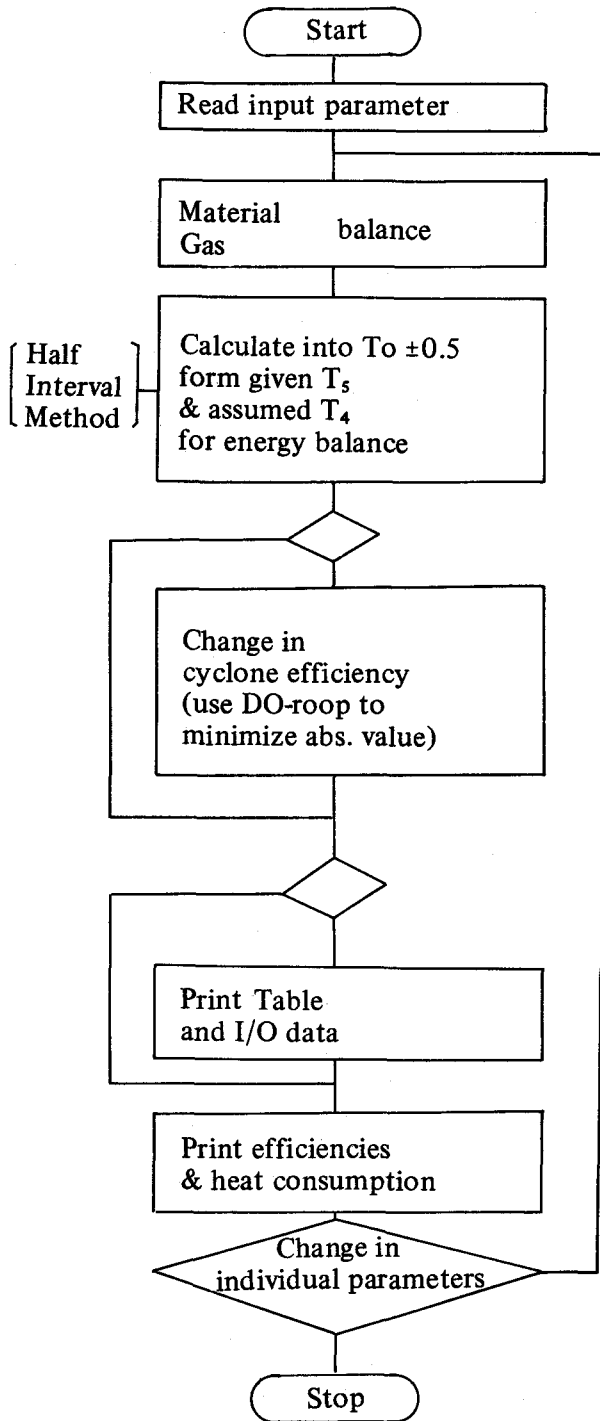 Start
Read input parameter
Material
Gas balance
Half
Interval
Method
Calculate into To ±0.5
form given T₅
& assumed T₄
for energy balance
Change in
cyclone efficiency
(use DO-roop to
minimize abs. value)
Print Table
and I/O data
Print efficiencies
& heat consumption
Change in
individual parameters
Stop